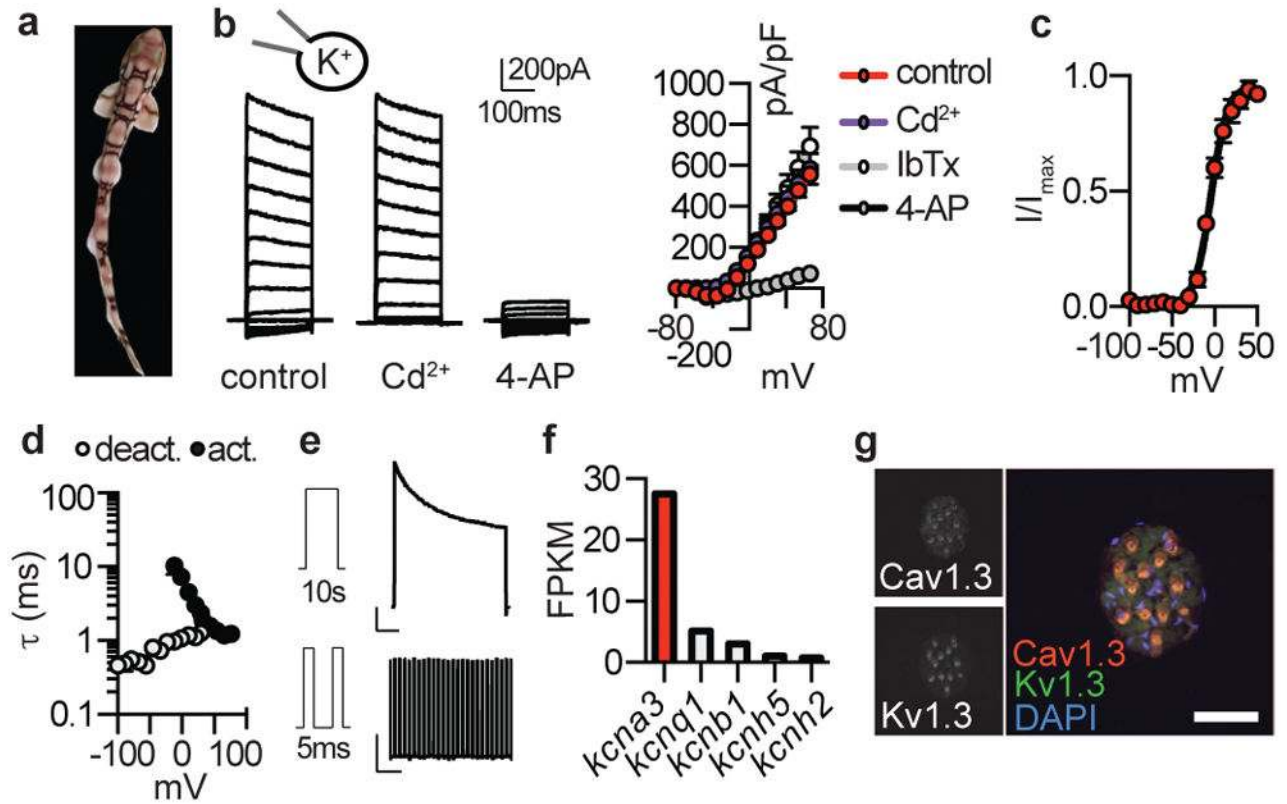 a
b
K⁺
200pA
100ms
control
Cd²⁺
4-AP
pA/pF
1000
800
600
400
200
-80
80
-200
mV
control
Cd²⁺
IbTx
4-AP
c
I/Imax
1.0
0.5
0.0
-100
-50
0
50
mV
d
deact.
act.
τ (ms)
100
10
1
0.1
-100
0
100
mV
e
10s
5ms
f
FPKM
30
20
10
0
kcna3
kcnq1
kcnb1
kcnh5
kcnh2
g
Cav1.3
Kv1.3
Cav1.3
Kv1.3
DAPI